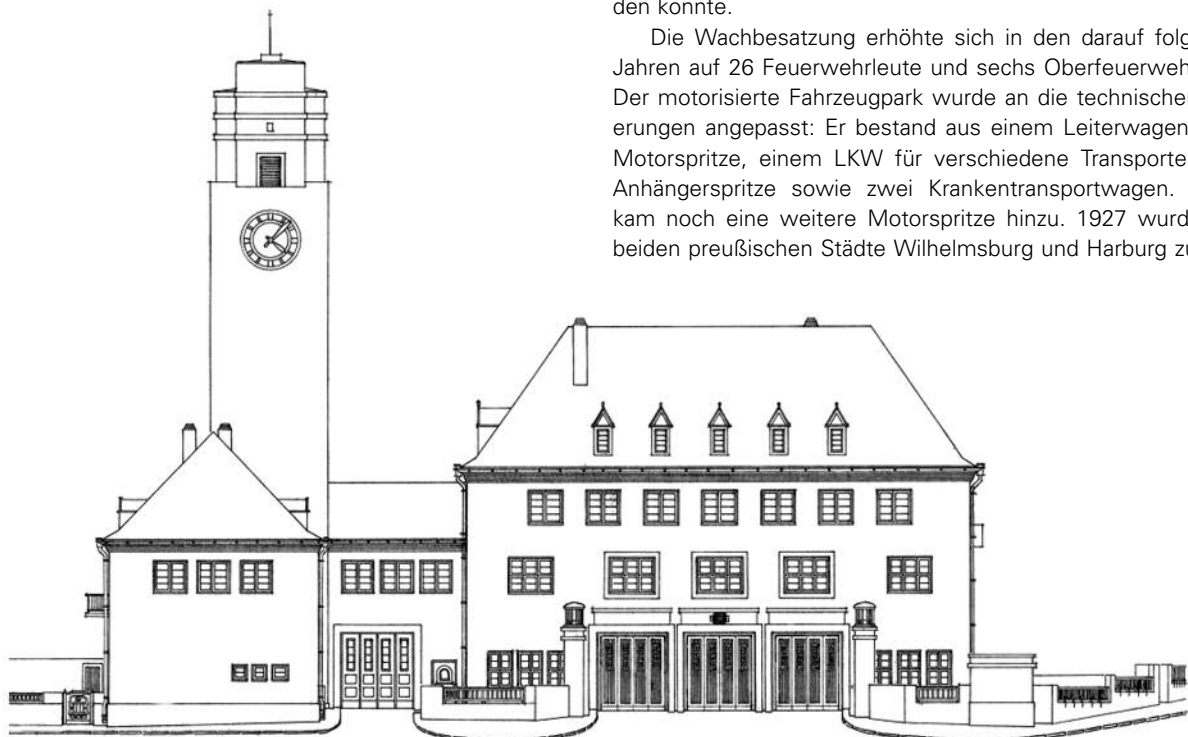 den konnte.
Die Wachbesatzung erhöhte sich in den darauf folg
Jahren auf 26 Feuerwehrleute und sechs Oberfeuerweh
Der motorisierte Fahrzeugpark wurde an die technischer
erungen angepasst: Er bestand aus einem Leiterwagen
Motorspritze, einem LKW für verschiedene Transporte
Anhängerspritze sowie zwei Krankentransportwagen.
kam noch eine weitere Motorspritze hinzu. 1927 wurd
beiden preußischen Städte Wilhelmsburg und Harburg zu